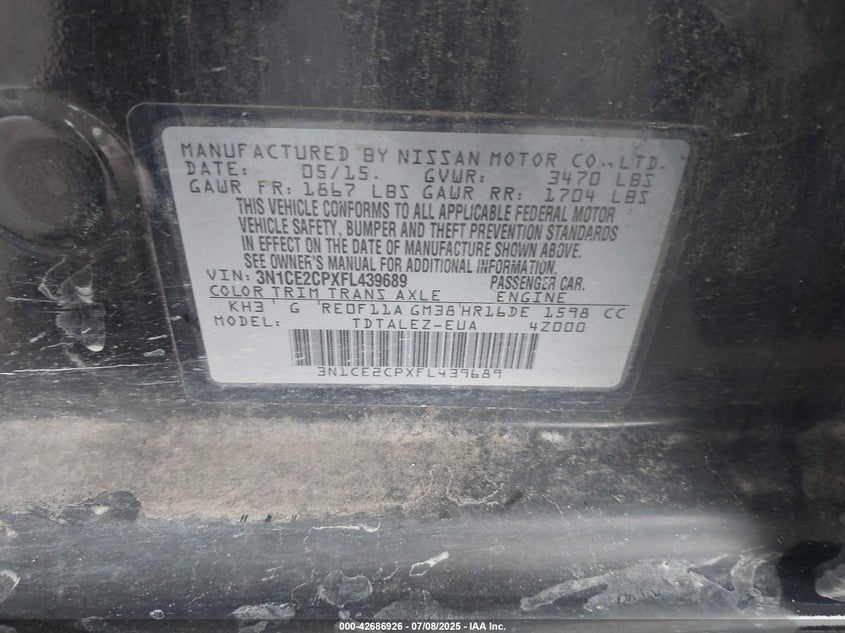 MANUFACTURED BY NISSAN MOTOR CO., LTD.
DATE: 05/15. GVWR: 3470 LBS
GAWR FR: 1867 LBS GAWR RR: 1704 LBS
THIS VEHICLE CONFORMS TO ALL APPLICABLE FEDERAL MOTOR
VEHICLE SAFETY, BUMPER AND THEFT PREVENTION STANDARDS
IN EFFECT ON THE DATE OF MANUFACTURE SHOWN ABOVE.
SEE OWNER'S MANUAL FOR ADDITIONAL INFORMATION.
VIN: 3N1CE2CPXFL439689 PASSENGER CAR.
COLOR TRIM TRANS AXLE ENGINE
KH3 G RE0F11A GM38 HR16DE 1598 CC
MODEL: TDTALEZ-EUA 4Z000
3N1CE2CPXFL439689
000-42686926 - 07/08/2025 - IAA Inc.